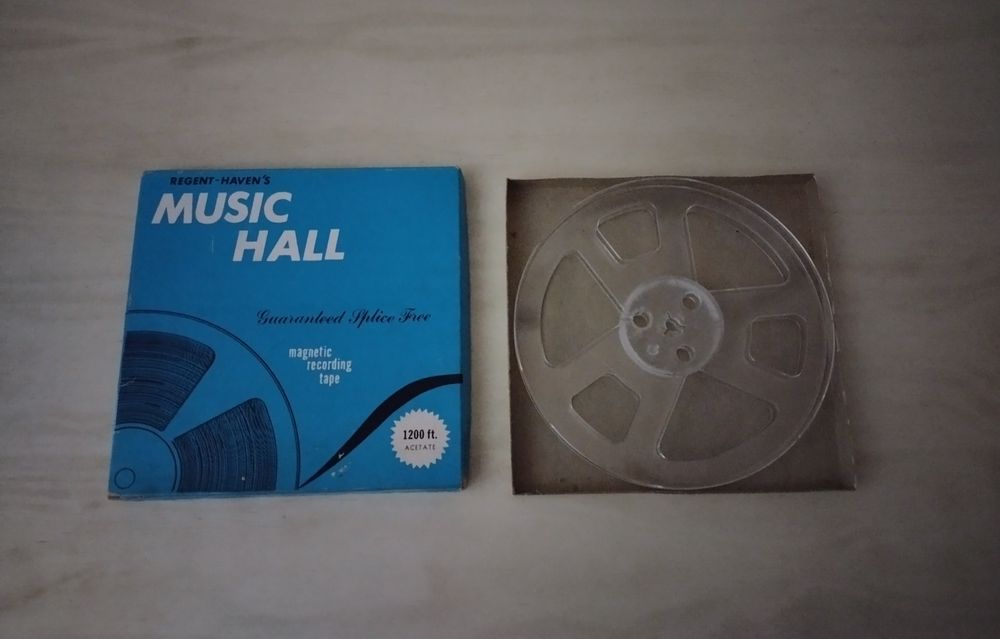 REGENT-HAVEN'S
MUSIC
HALL
Guaranteed Splice Free
magnetic
recording
tape
1200 ft.
ACETATE